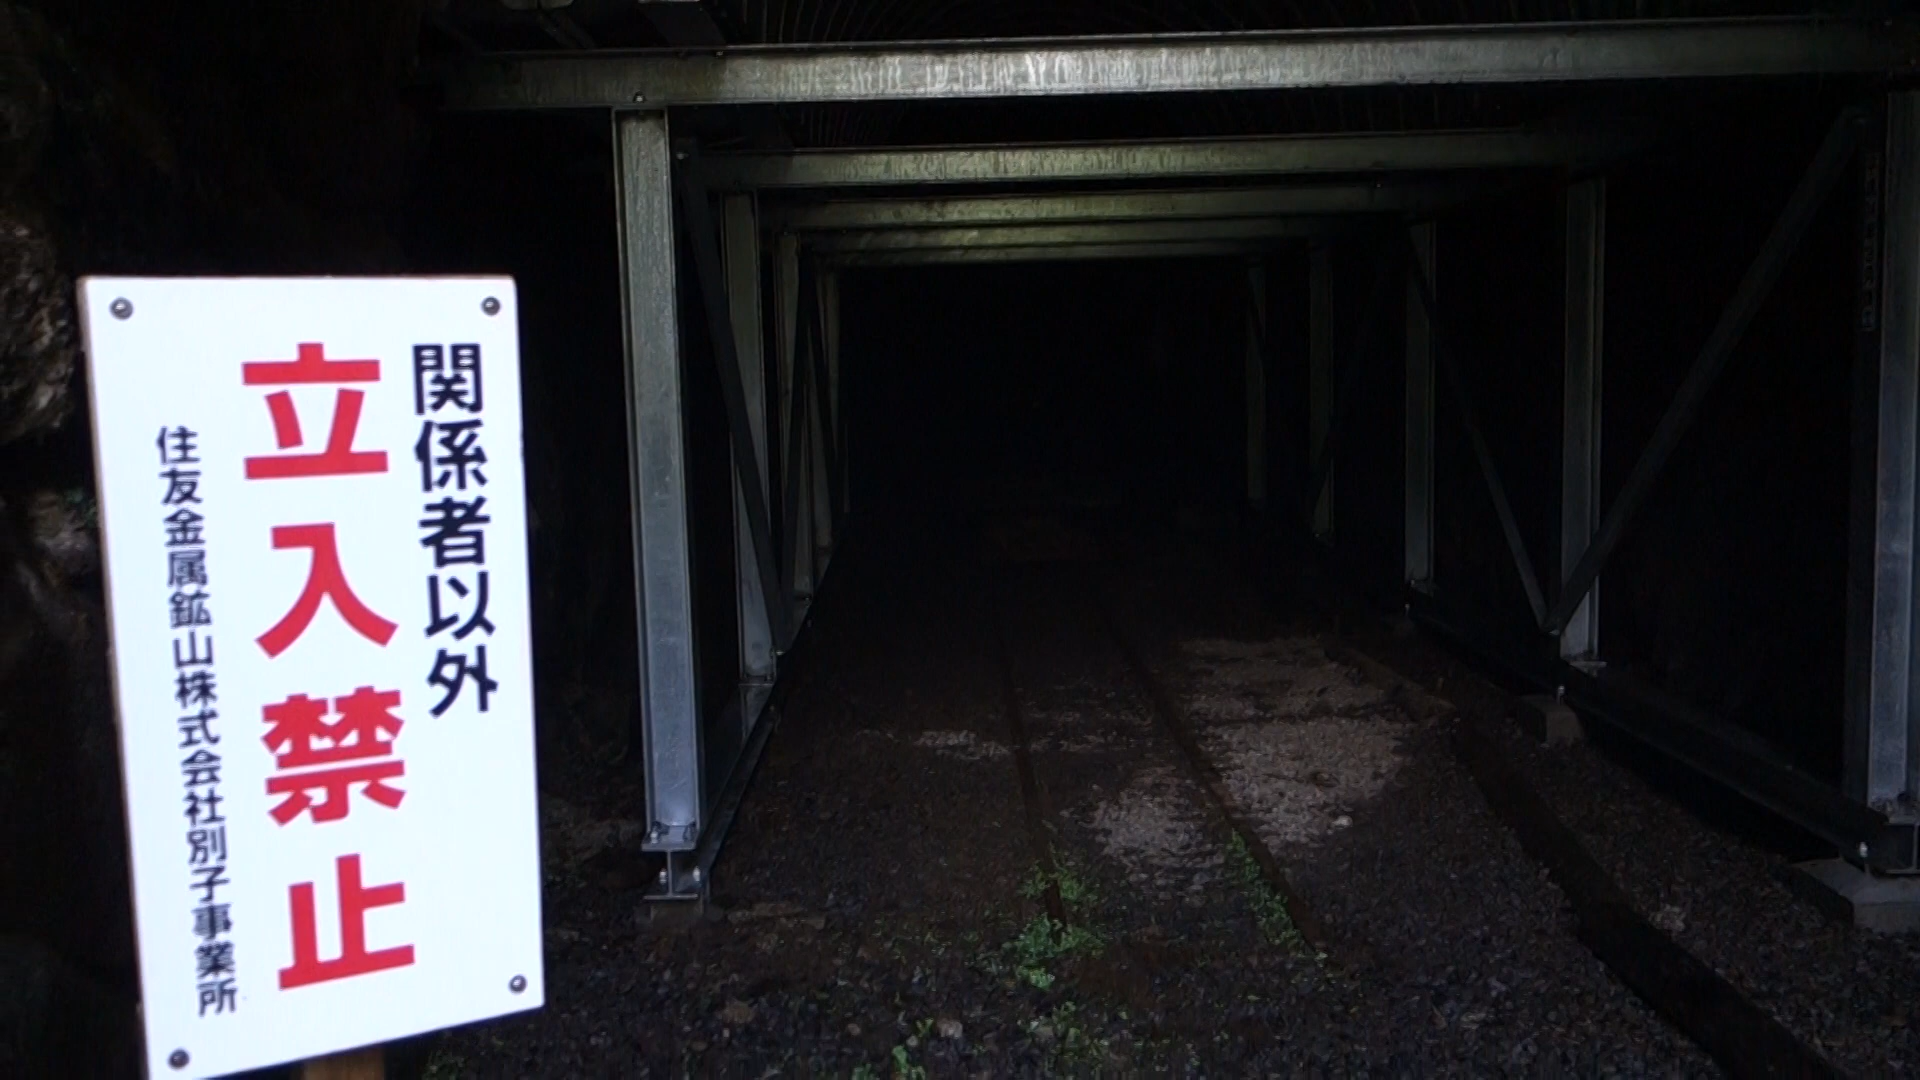 関係者以外
立入禁止
住友金属鉱山株式会社別子事業所